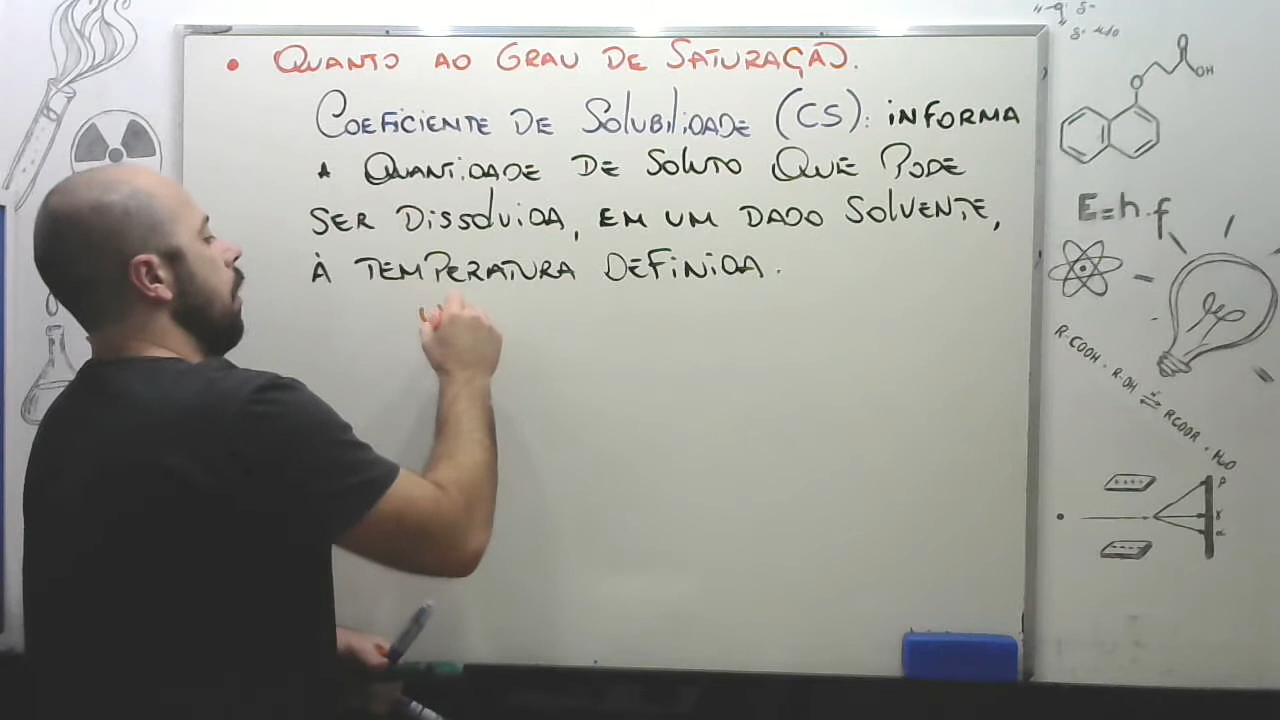 • QUANTO AO GRAU DE SATURAÇÃO.
COEFICIENTE DE SOLUBILIDADE (CS): INFORMA
A QUANTIDADE DE SOLUTO QUE PODE
SER DISSOLVIDA, EM UM DADO SOLVENTE,
À TEMPERATURA DEFINIDA.
OH
E=h.f
R-COOH + R-OH ⇌ RCOOR + H₂O
++++
----
β
γ
α